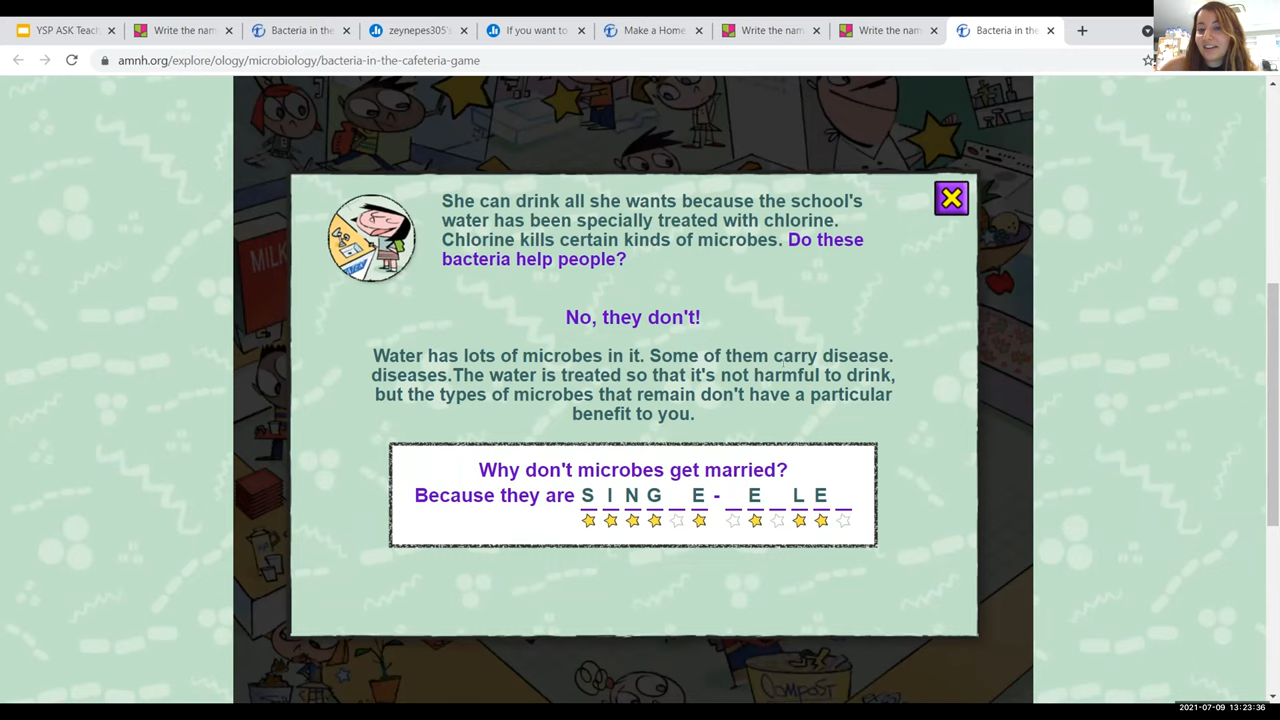 YSP ASK Teach
Write the nam
Bacteria in the
zeynepes305's
If you want to
Make a Home
Write the nam
Write the nam
Bacteria in the
amnh.org/explore/ology/microbiology/bacteria-in-the-cafeteria-game
MILK
She can drink all she wants because the school's
water has been specially treated with chlorine.
Chlorine kills certain kinds of microbes. Do these
bacteria help people?
No, they don't!
Water has lots of microbes in it. Some of them carry disease.
diseases.The water is treated so that it's not harmful to drink,
but the types of microbes that remain don't have a particular
benefit to you.
Why don't microbes get married?
Because they are S I N G _ E - _ E _ L E _
COMPOST
2021-07-09 13:23:36